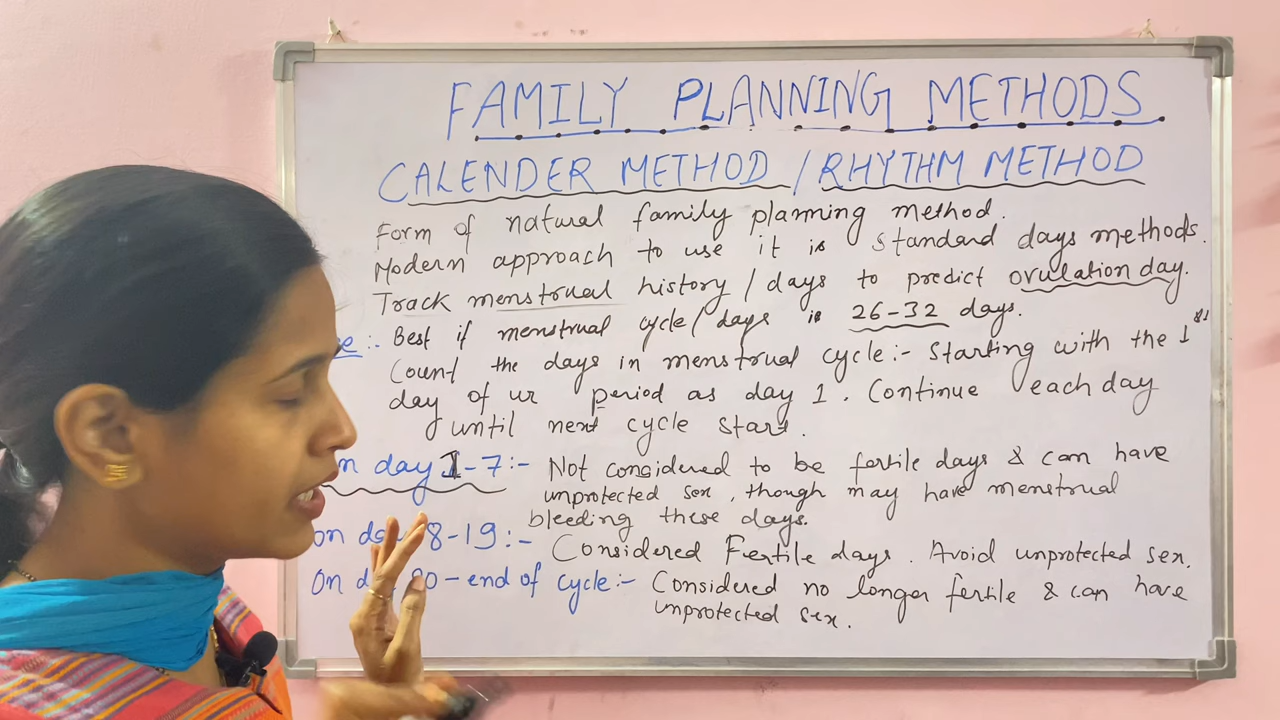 FAMILY PLANNING METHODS
CALENDER METHOD / RHYTHM METHOD
Form of natural family planning method.
Modern approach to use it is standard days methods.
Track menstrual history / days to predict ovulation day.
:- Best if menstrual cycle / days is 26-32 days.
Count the days in menstrual cycle:- Starting with the 1st
day of ur period as day 1. Continue each day
until next cycle start.
day 1-7:- Not considered to be fertile days & can have
unprotected sex, though may have menstrual
bleeding these days.
on day 8-19:- Considered Fertile days. Avoid unprotected sex.
On 20-end of cycle:- Considered no longer fertile & can have
unprotected sex.